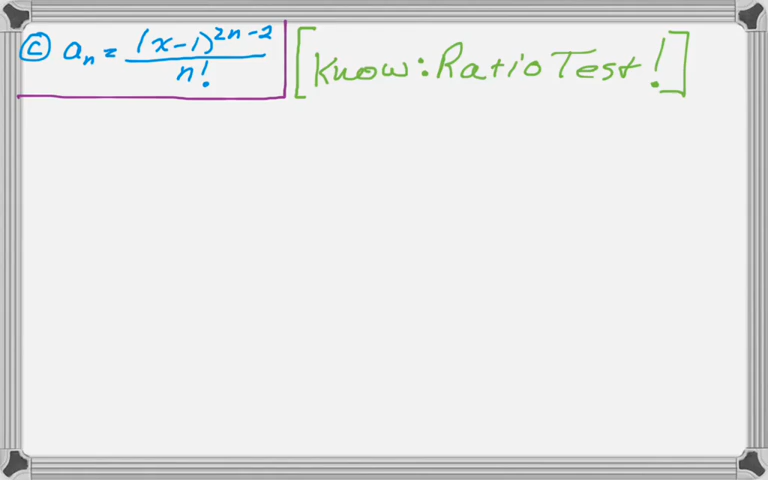 ⓒ aₙ = (x-1)^2n-2 / n! [Know: Ratio Test!]